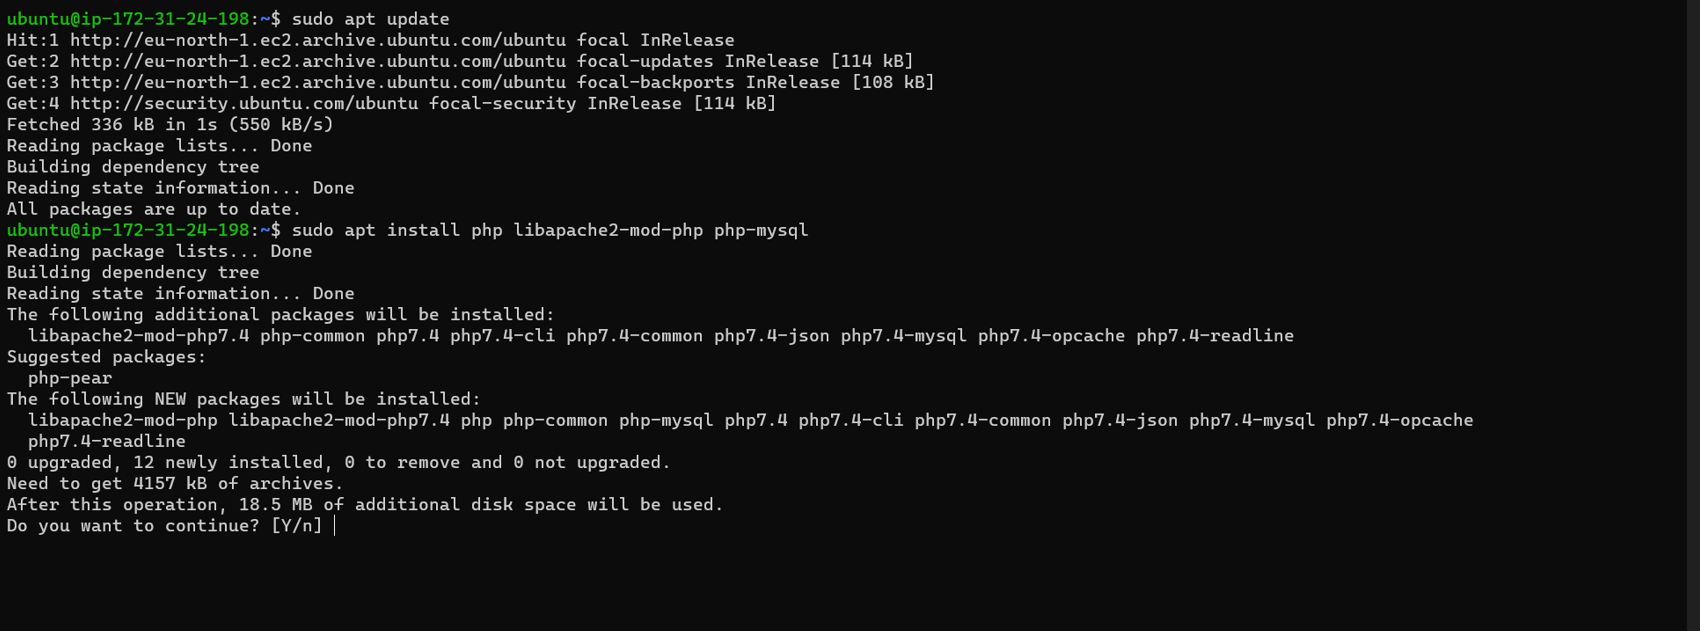 ubuntu@ip-172-31-24-198:~$ sudo apt update
Hit:1 http://eu-north-1.ec2.archive.ubuntu.com/ubuntu focal InRelease
Get:2 http://eu-north-1.ec2.archive.ubuntu.com/ubuntu focal-updates InRelease [114 kB]
Get:3 http://eu-north-1.ec2.archive.ubuntu.com/ubuntu focal-backports InRelease [108 kB]
Get:4 http://security.ubuntu.com/ubuntu focal-security InRelease [114 kB]
Fetched 336 kB in 1s (550 kB/s)
Reading package lists... Done
Building dependency tree
Reading state information... Done
All packages are up to date.
ubuntu@ip-172-31-24-198:~$ sudo apt install php libapache2-mod-php php-mysql
Reading package lists... Done
Building dependency tree
Reading state information... Done
The following additional packages will be installed:
  libapache2-mod-php7.4 php-common php7.4 php7.4-cli php7.4-common php7.4-json php7.4-mysql php7.4-opcache php7.4-readline
Suggested packages:
  php-pear
The following NEW packages will be installed:
  libapache2-mod-php libapache2-mod-php7.4 php php-common php-mysql php7.4 php7.4-cli php7.4-common php7.4-json php7.4-mysql php7.4-opcache
  php7.4-readline
0 upgraded, 12 newly installed, 0 to remove and 0 not upgraded.
Need to get 4157 kB of archives.
After this operation, 18.5 MB of additional disk space will be used.
Do you want to continue? [Y/n]